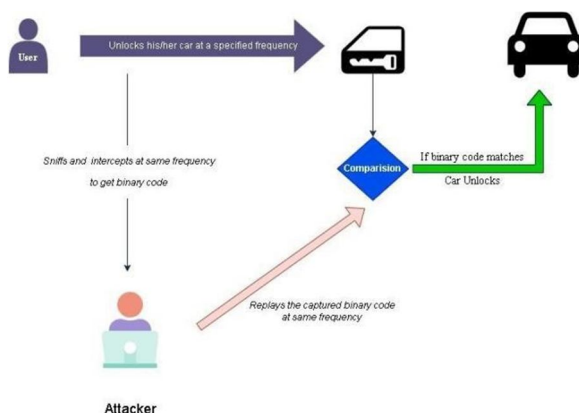 User
Unlocks his/her car at a specified frequency
Sniffs and intercepts at same frequency
to get binary code
Comparision
If binary code matches
Car Unlocks
Replays the captured binary code
at same frequency
Attacker